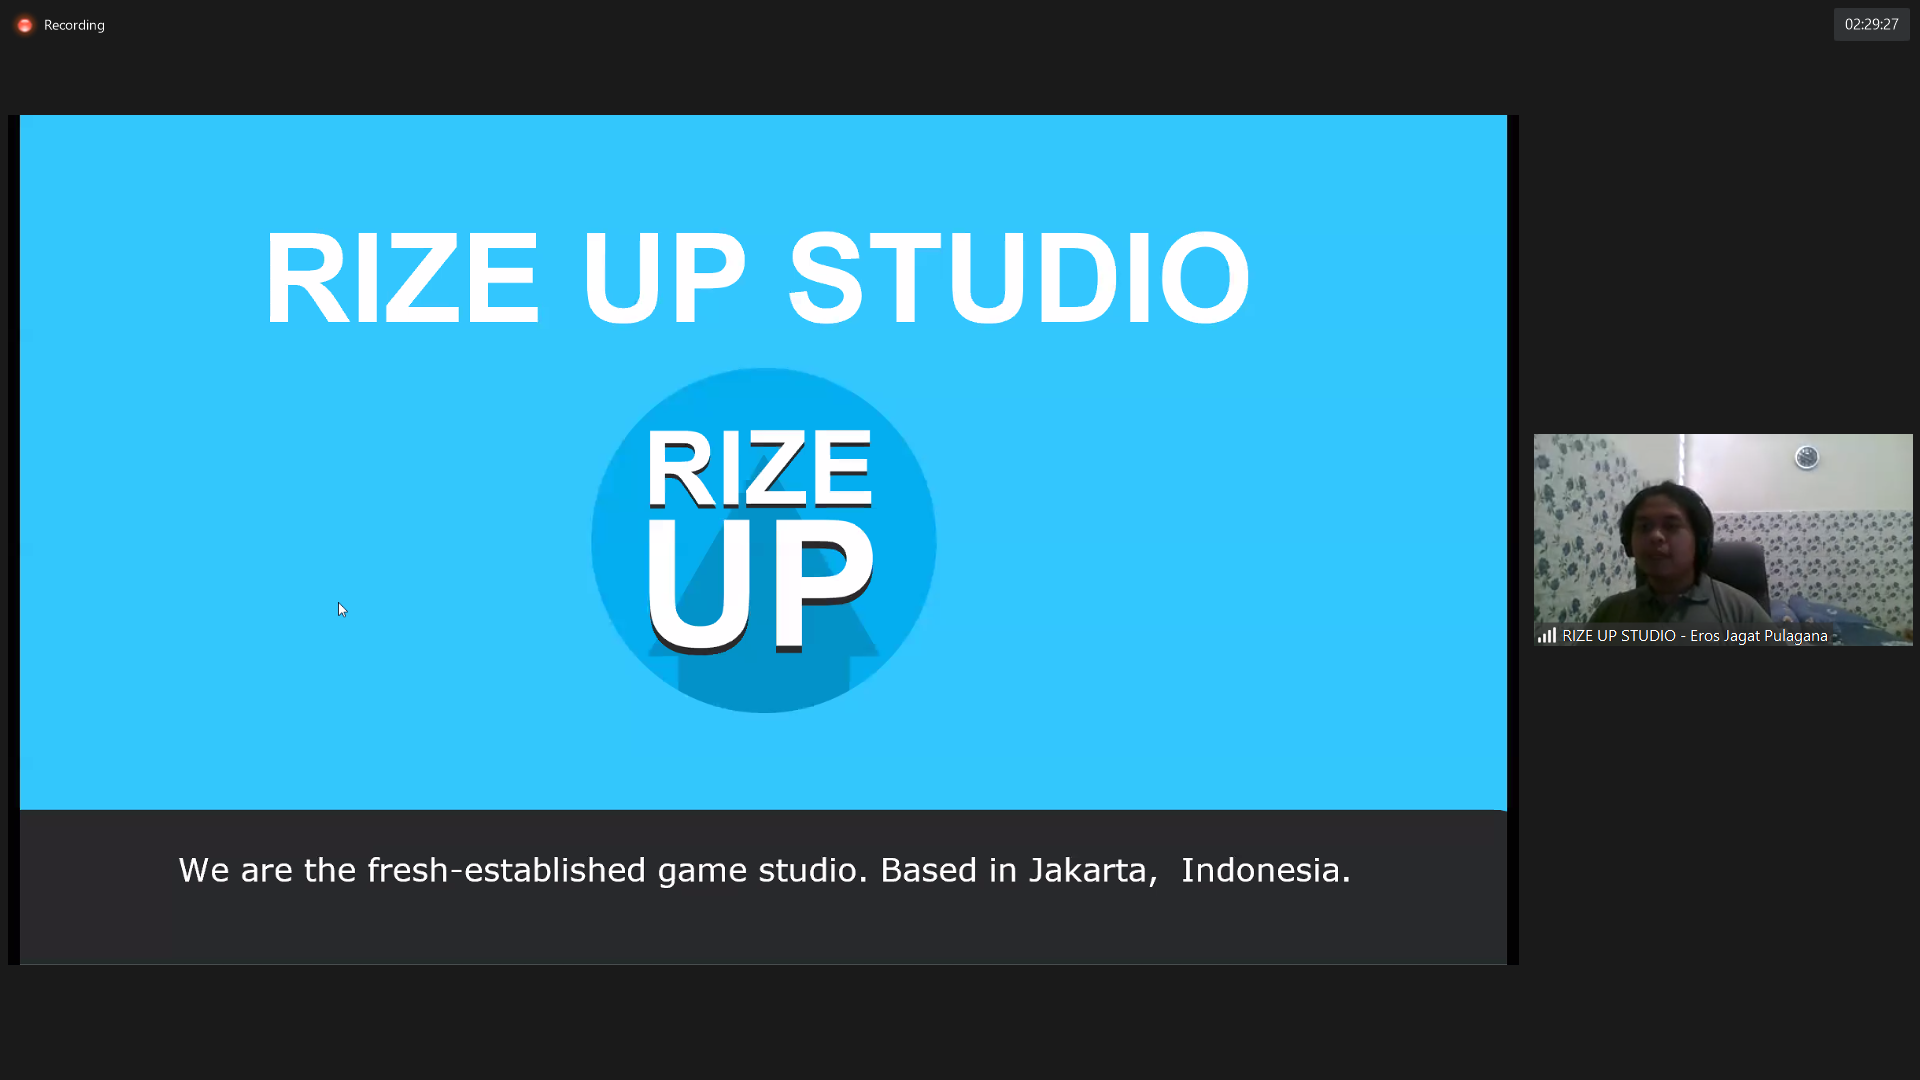 Recording
02:29:27
RIZE UP STUDIO
RIZE
UP
We are the fresh-established game studio. Based in Jakarta,  Indonesia.
RIZE UP STUDIO - Eros Jagat Pulagana